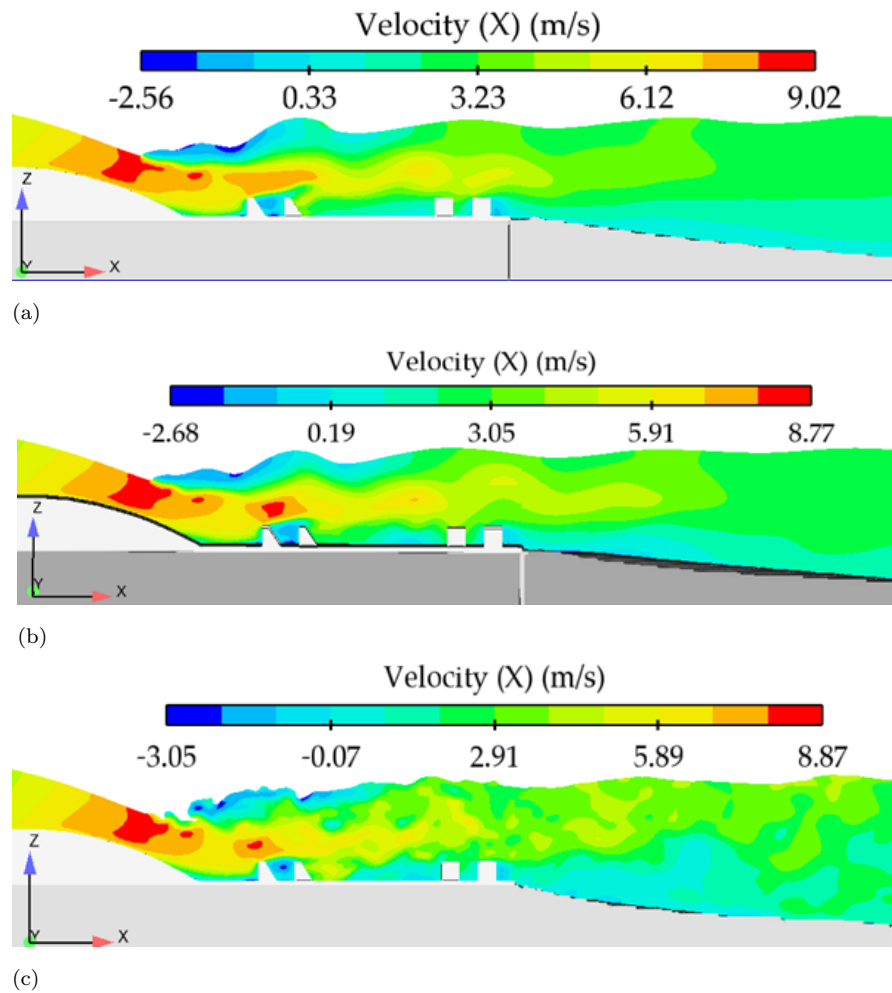 Velocity (X) (m/s)
-2.56 0.33 3.23 6.12 9.02
Z
Y X
(a)
Velocity (X) (m/s)
-2.68 0.19 3.05 5.91 8.77
Z
Y X
(b)
Velocity (X) (m/s)
-3.05 -0.07 2.91 5.89 8.87
Z
Y X
(c)